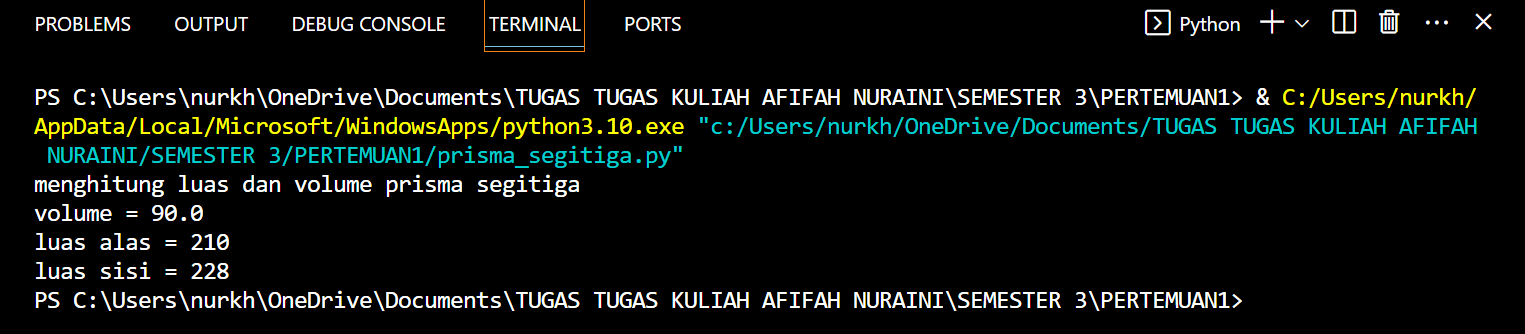 PROBLEMS OUTPUT DEBUG CONSOLE TERMINAL PORTS Python
PS C:\Users\nurkh\OneDrive\Documents\TUGAS TUGAS KULIAH AFIFAH NURAINI\SEMESTER 3\PERTEMUAN1> & C:/Users/nurkh/
AppData/Local/Microsoft/WindowsApps/python3.10.exe "c:/Users/nurkh/OneDrive/Documents/TUGAS TUGAS KULIAH AFIFAH
NURAINI/SEMESTER 3/PERTEMUAN1/prisma_segitiga.py"
menghitung luas dan volume prisma segitiga
volume = 90.0
luas alas = 210
luas sisi = 228
PS C:\Users\nurkh\OneDrive\Documents\TUGAS TUGAS KULIAH AFIFAH NURAINI\SEMESTER 3\PERTEMUAN1>